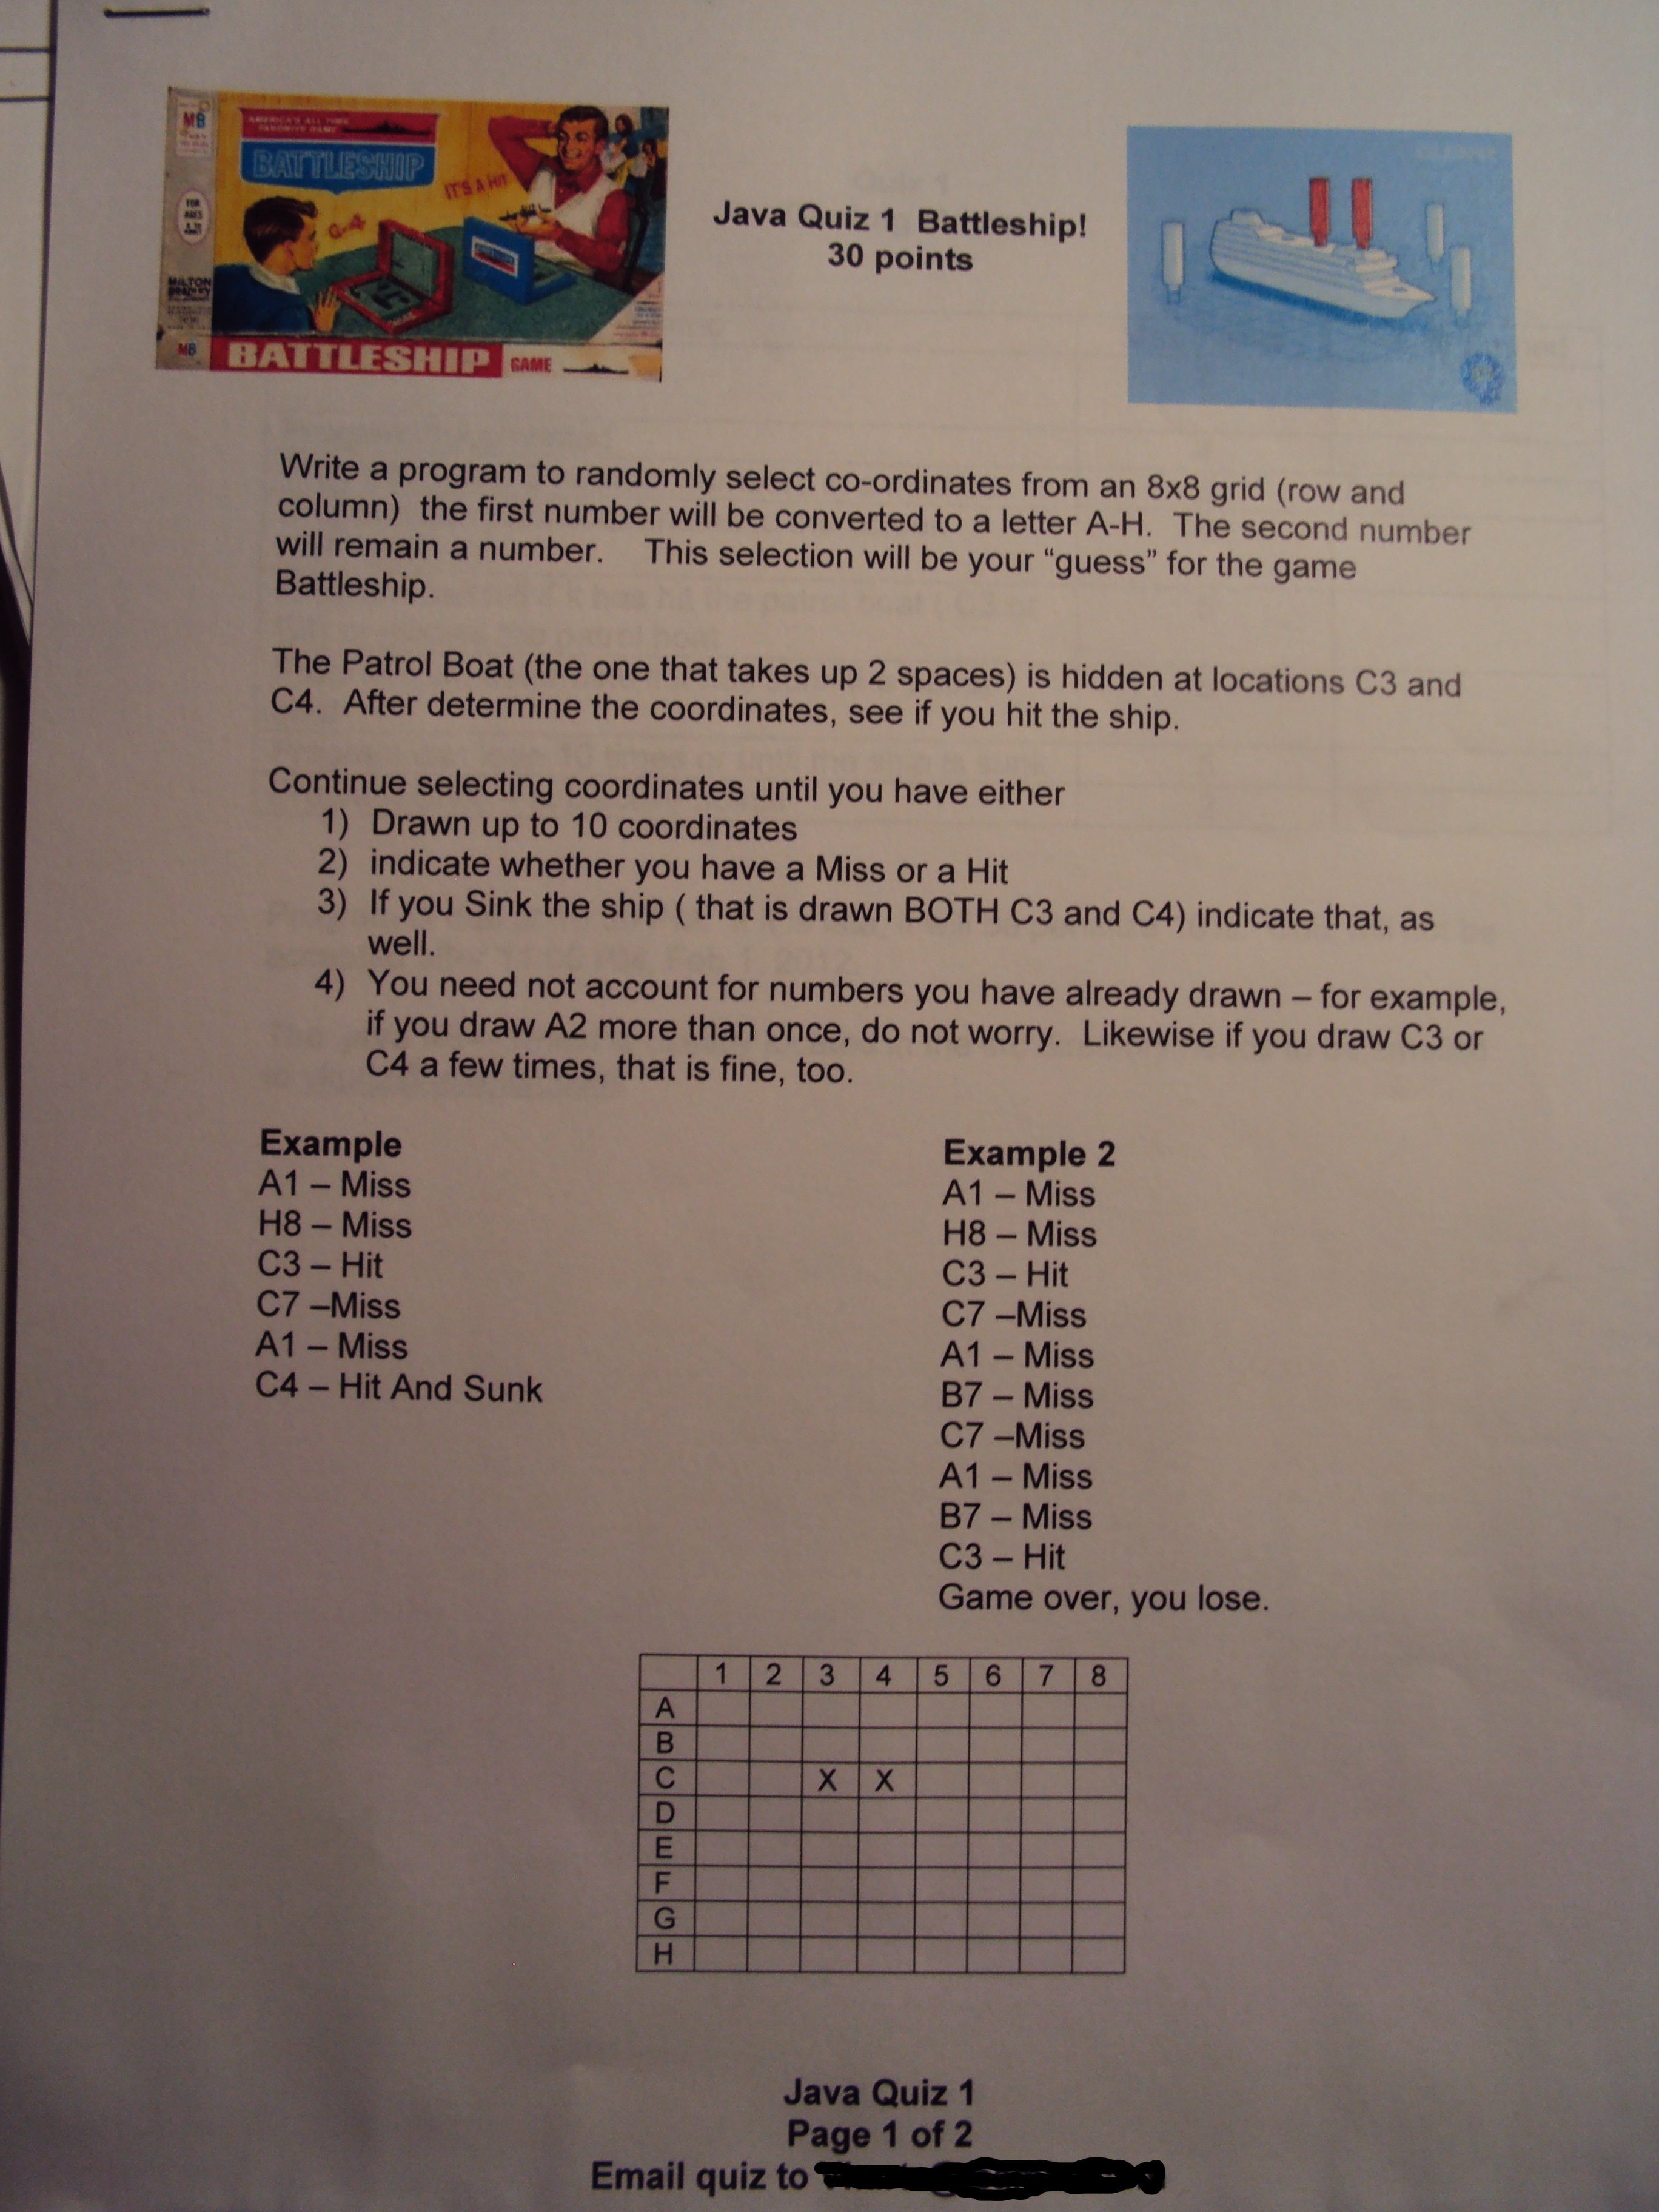 AMERICA'S ALL TIME
FAVORITE GAME
BATTLESHIP
IT'S A HIT
G-4
MB
FOR
AGES
MILTON
BRADLEY
MB
BATTLESHIP GAME
Java Quiz 1 Battleship!
30 points
Write a program to randomly select co-ordinates from an 8x8 grid (row and
column) the first number will be converted to a letter A-H. The second number
will remain a number. This selection will be your “guess” for the game
Battleship.
The Patrol Boat (the one that takes up 2 spaces) is hidden at locations C3 and
C4. After determine the coordinates, see if you hit the ship.
Continue selecting coordinates until you have either
1) Drawn up to 10 coordinates
2) indicate whether you have a Miss or a Hit
3) If you Sink the ship ( that is drawn BOTH C3 and C4) indicate that, as
well.
4) You need not account for numbers you have already drawn – for example,
if you draw A2 more than once, do not worry. Likewise if you draw C3 or
C4 a few times, that is fine, too.
Example
A1 – Miss
H8 – Miss
C3 – Hit
C7 –Miss
A1 – Miss
C4 – Hit And Sunk
Example 2
A1 – Miss
H8 – Miss
C3 – Hit
C7 –Miss
A1 – Miss
B7 – Miss
C7 –Miss
A1 – Miss
B7 – Miss
C3 – Hit
Game over, you lose.
1 2 3 4 5 6 7 8
A
B
C X X
D
E
F
G
H
Java Quiz 1
Page 1 of 2
Email quiz to